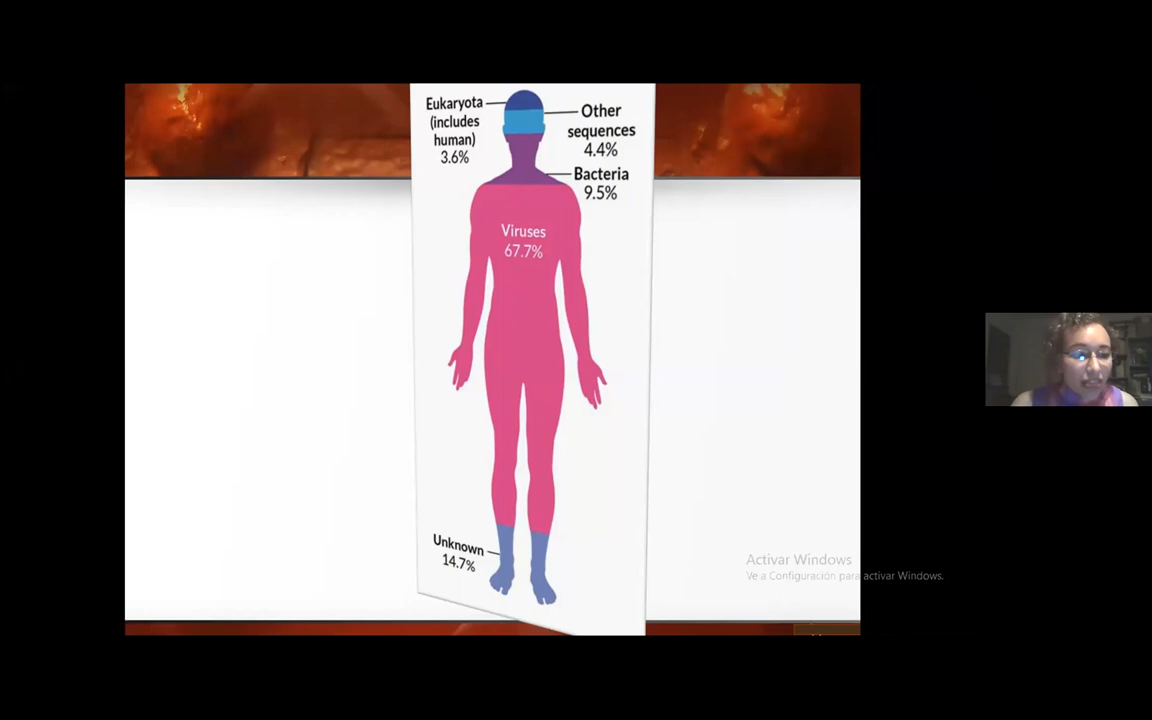 Eukaryota
(includes
human)
3.6%
Other
sequences
4.4%
Bacteria
9.5%
Viruses
67.7%
Unknown
14.7%
Activar Windows
Ve a Configuración para activar Windows.